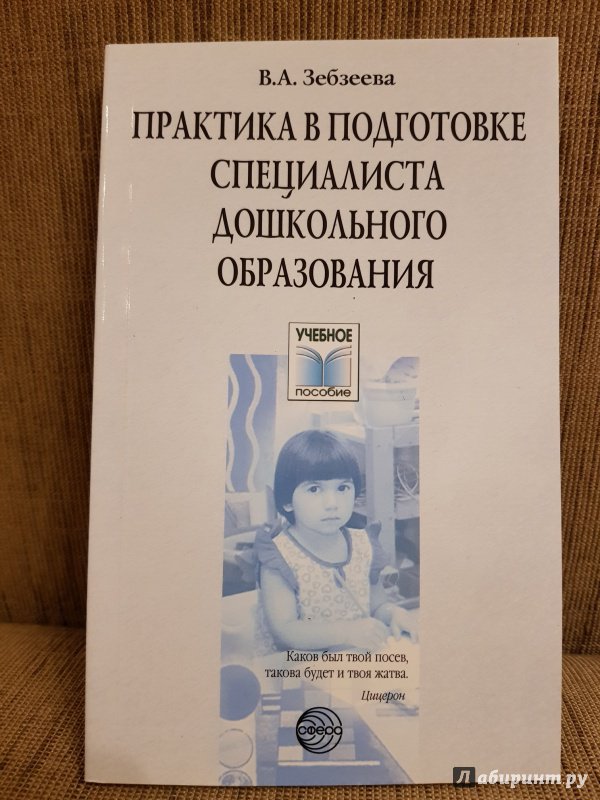 В.А. Зебзеева
ПРАКТИКА В ПОДГОТОВКЕ
СПЕЦИАЛИСТА
ДОШКОЛЬНОГО
ОБРАЗОВАНИЯ
УЧЕБНОЕ
пособие
Каков был твой посев,
такова будет и твоя жатва.
Цицерон
сфера
Лабиринт.ру